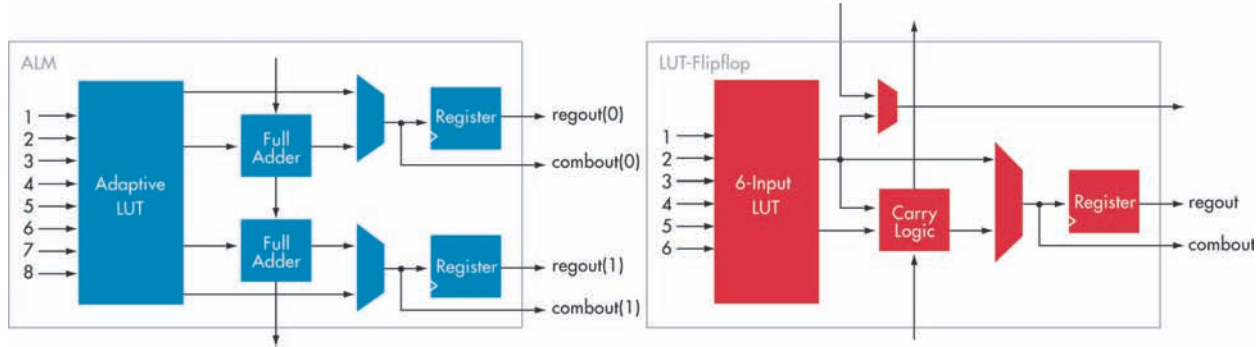 ALM
1
2
3
4
5
6
7
8
Adaptive
LUT
Full
Adder
Full
Adder
Register
Register
regout(0)
combout(0)
regout(1)
combout(1)
LUT-Flipflop
1
2
3
4
5
6
6-Input
LUT
Carry
Logic
Register
regout
combout